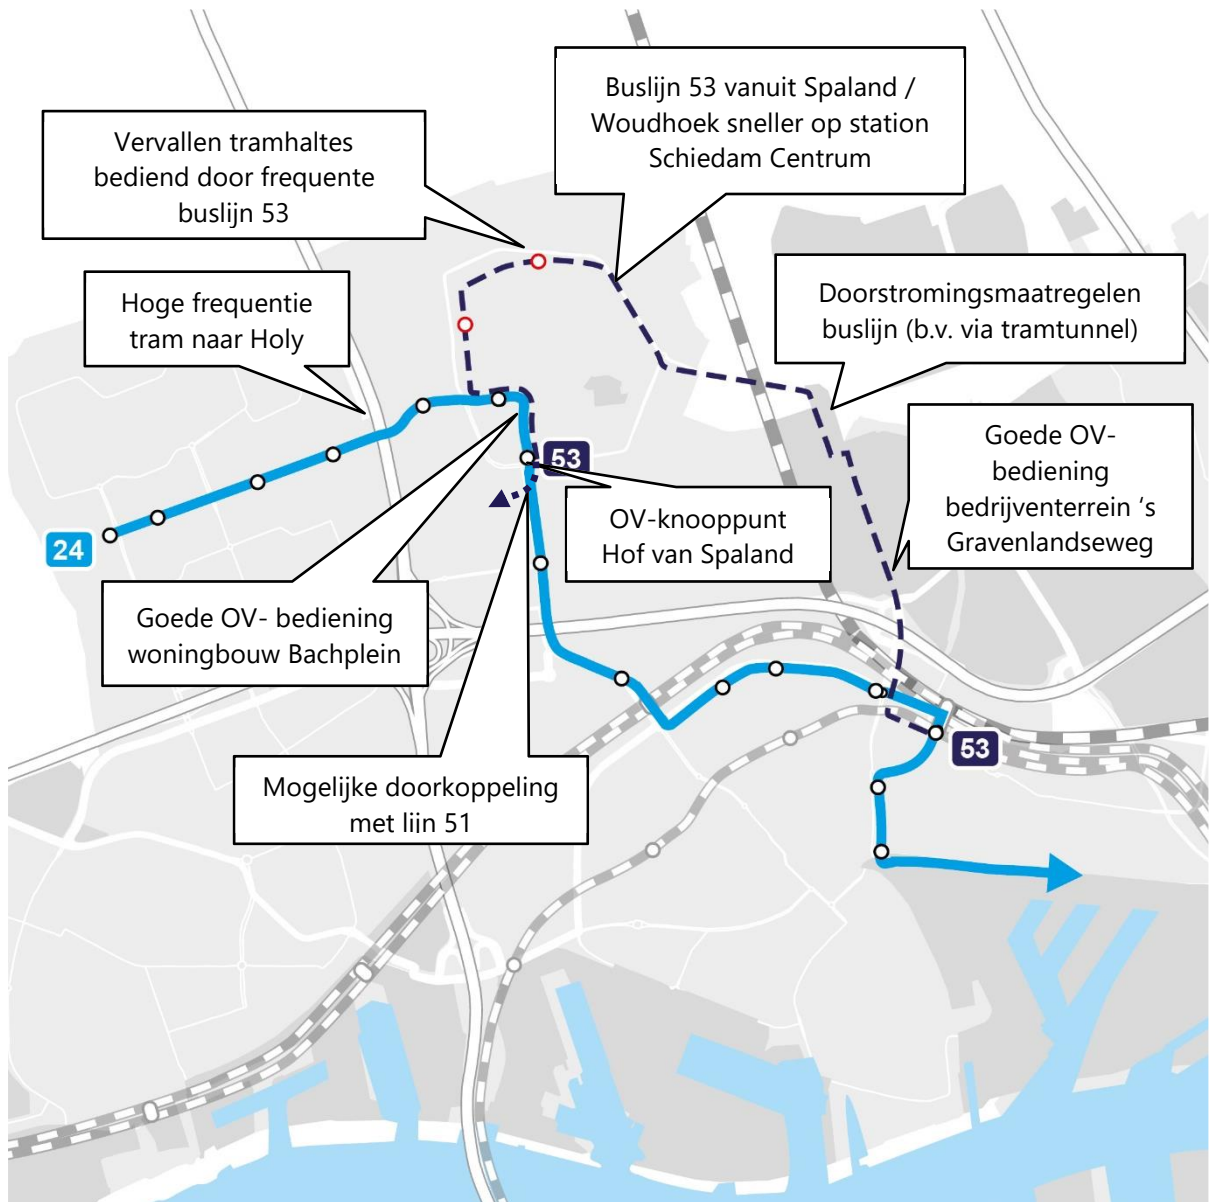 Buslijn 53 vanuit Spaland /
Woudhoek sneller op station
Schiedam Centrum
Vervallen tramhaltes
bediend door frequente
buslijn 53
Hoge frequentie
tram naar Holy
Doorstromingsmaatregelen
buslijn (b.v. via tramtunnel)
Goede OV-
bediening
bedrijventerrein ‘s
Gravenlandseweg
53
OV-knooppunt
Hof van Spaland
24
Goede OV- bediening
woningbouw Bachplein
53
Mogelijke doorkoppeling
met lijn 51